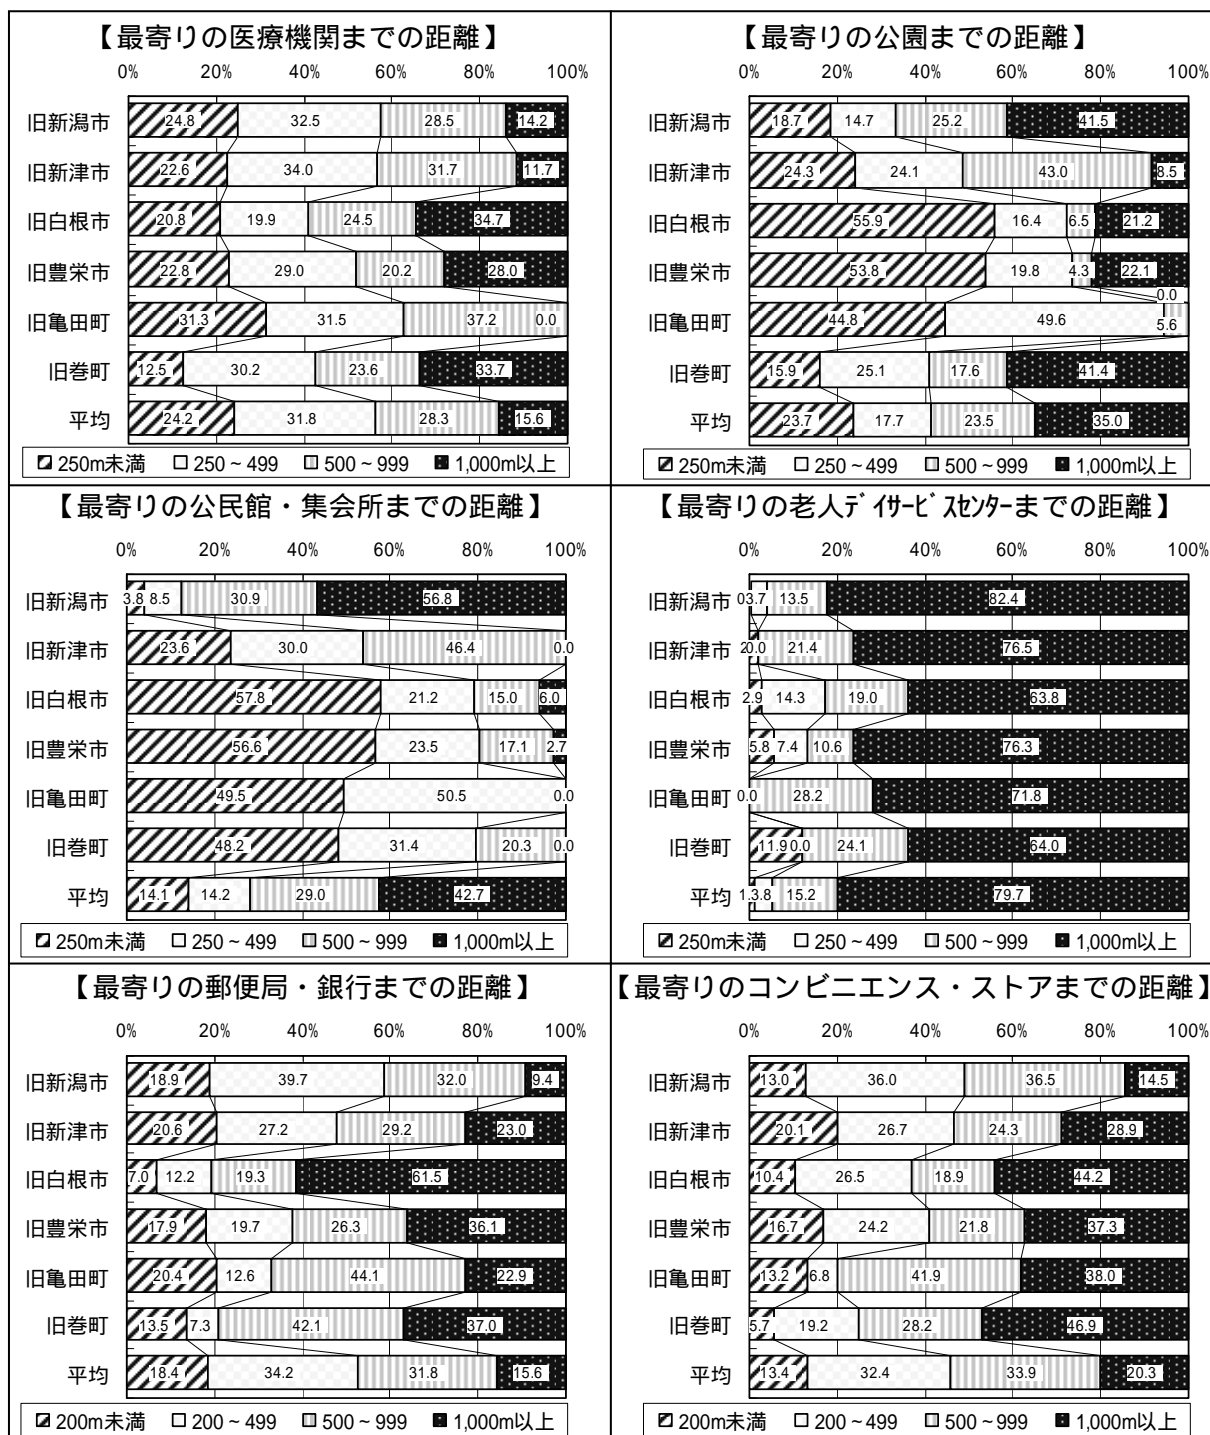 【最寄りの医療機関までの距離】
0% 20% 40% 60% 80% 100%
旧新潟市 24.8 32.5 28.5 14.2
旧新津市 22.6 34.0 31.7 11.7
旧白根市 20.8 19.9 24.5 34.7
旧豊栄市 22.8 29.0 20.2 28.0
旧亀田町 31.3 31.5 37.2 0.0
旧巻町 12.5 30.2 23.6 33.7
平均 24.2 31.8 28.3 15.6
250m未満 250～499 500～999 1,000m以上
【最寄りの公園までの距離】
0% 20% 40% 60% 80% 100%
旧新潟市 18.7 14.7 25.2 41.5
旧新津市 24.3 24.1 43.0 8.5
旧白根市 55.9 16.4 6.5 21.2
旧豊栄市 53.8 19.8 4.3 22.1
旧亀田町 44.8 49.6 5.6 0.0
旧巻町 15.9 25.1 17.6 41.4
平均 23.7 17.7 23.5 35.0
250m未満 250～499 500～999 1,000m以上
【最寄りの公民館・集会所までの距離】
0% 20% 40% 60% 80% 100%
旧新潟市 3.8 8.5 30.9 56.8
旧新津市 23.6 30.0 46.4 0.0
旧白根市 57.8 21.2 15.0 6.0
旧豊栄市 56.6 23.5 17.1 2.7
旧亀田町 49.5 50.5 0.0
旧巻町 48.2 31.4 20.3 0.0
平均 14.1 14.2 29.0 42.7
250m未満 250～499 500～999 1,000m以上
【最寄りの老人ﾃﾞｲｻｰﾋﾞｽｾﾝﾀｰまでの距離】
0% 20% 40% 60% 80% 100%
旧新潟市 3.7 13.5 82.4
旧新津市 21.4 76.5
旧白根市 2.9 14.3 19.0 63.8
旧豊栄市 5.8 7.4 10.6 76.3
旧亀田町 0.0 28.2 71.8
旧巻町 11.9 0.0 24.1 64.0
平均 3.8 15.2 79.7
250m未満 250～499 500～999 1,000m以上
【最寄りの郵便局・銀行までの距離】
0% 20% 40% 60% 80% 100%
旧新潟市 18.9 39.7 32.0 9.4
旧新津市 20.6 27.2 29.2 23.0
旧白根市 7.0 12.2 19.3 61.5
旧豊栄市 17.9 19.7 26.3 36.1
旧亀田町 20.4 12.6 44.1 22.9
旧巻町 13.5 7.3 42.1 37.0
平均 18.4 34.2 31.8 15.6
200m未満 200～499 500～999 1,000m以上
【最寄りのコンビニエンス・ストアまでの距離】
0% 20% 40% 60% 80% 100%
旧新潟市 13.0 36.0 36.5 14.5
旧新津市 20.1 26.7 24.3 28.9
旧白根市 10.4 26.5 18.9 44.2
旧豊栄市 16.7 24.2 21.8 37.3
旧亀田町 13.2 6.8 41.9 38.0
旧巻町 5.7 19.2 28.2 46.9
平均 13.4 32.4 33.9 20.3
200m未満 200～499 500～999 1,000m以上